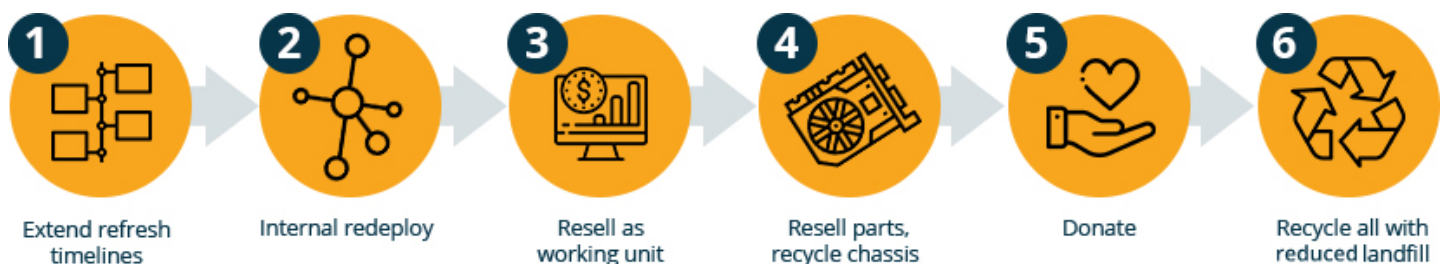 1
Extend refresh
timelines
2
Internal redeploy
3
$
Resell as
working unit
4
Resell parts,
recycle chassis
5
Donate
6
Recycle all with
reduced landfill